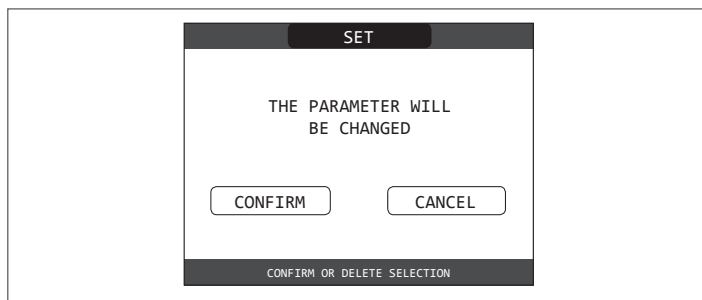 SET
THE PARAMETER WILL
BE CHANGED
CONFIRM
CANCEL
CONFIRM OR DELETE SELECTION